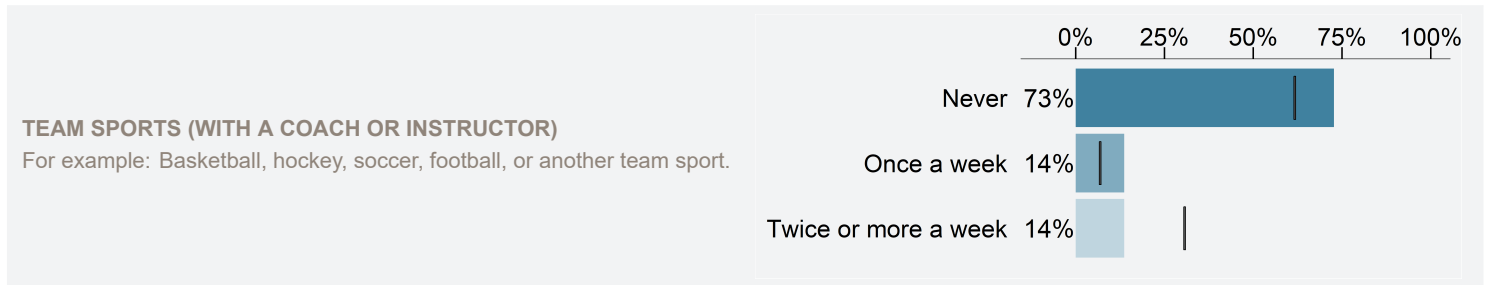 TEAM SPORTS (WITH A COACH OR INSTRUCTOR)
For example: Basketball, hockey, soccer, football, or another team sport.
0% 25% 50% 75% 100%
Never 73%
Once a week 14%
Twice or more a week 14%